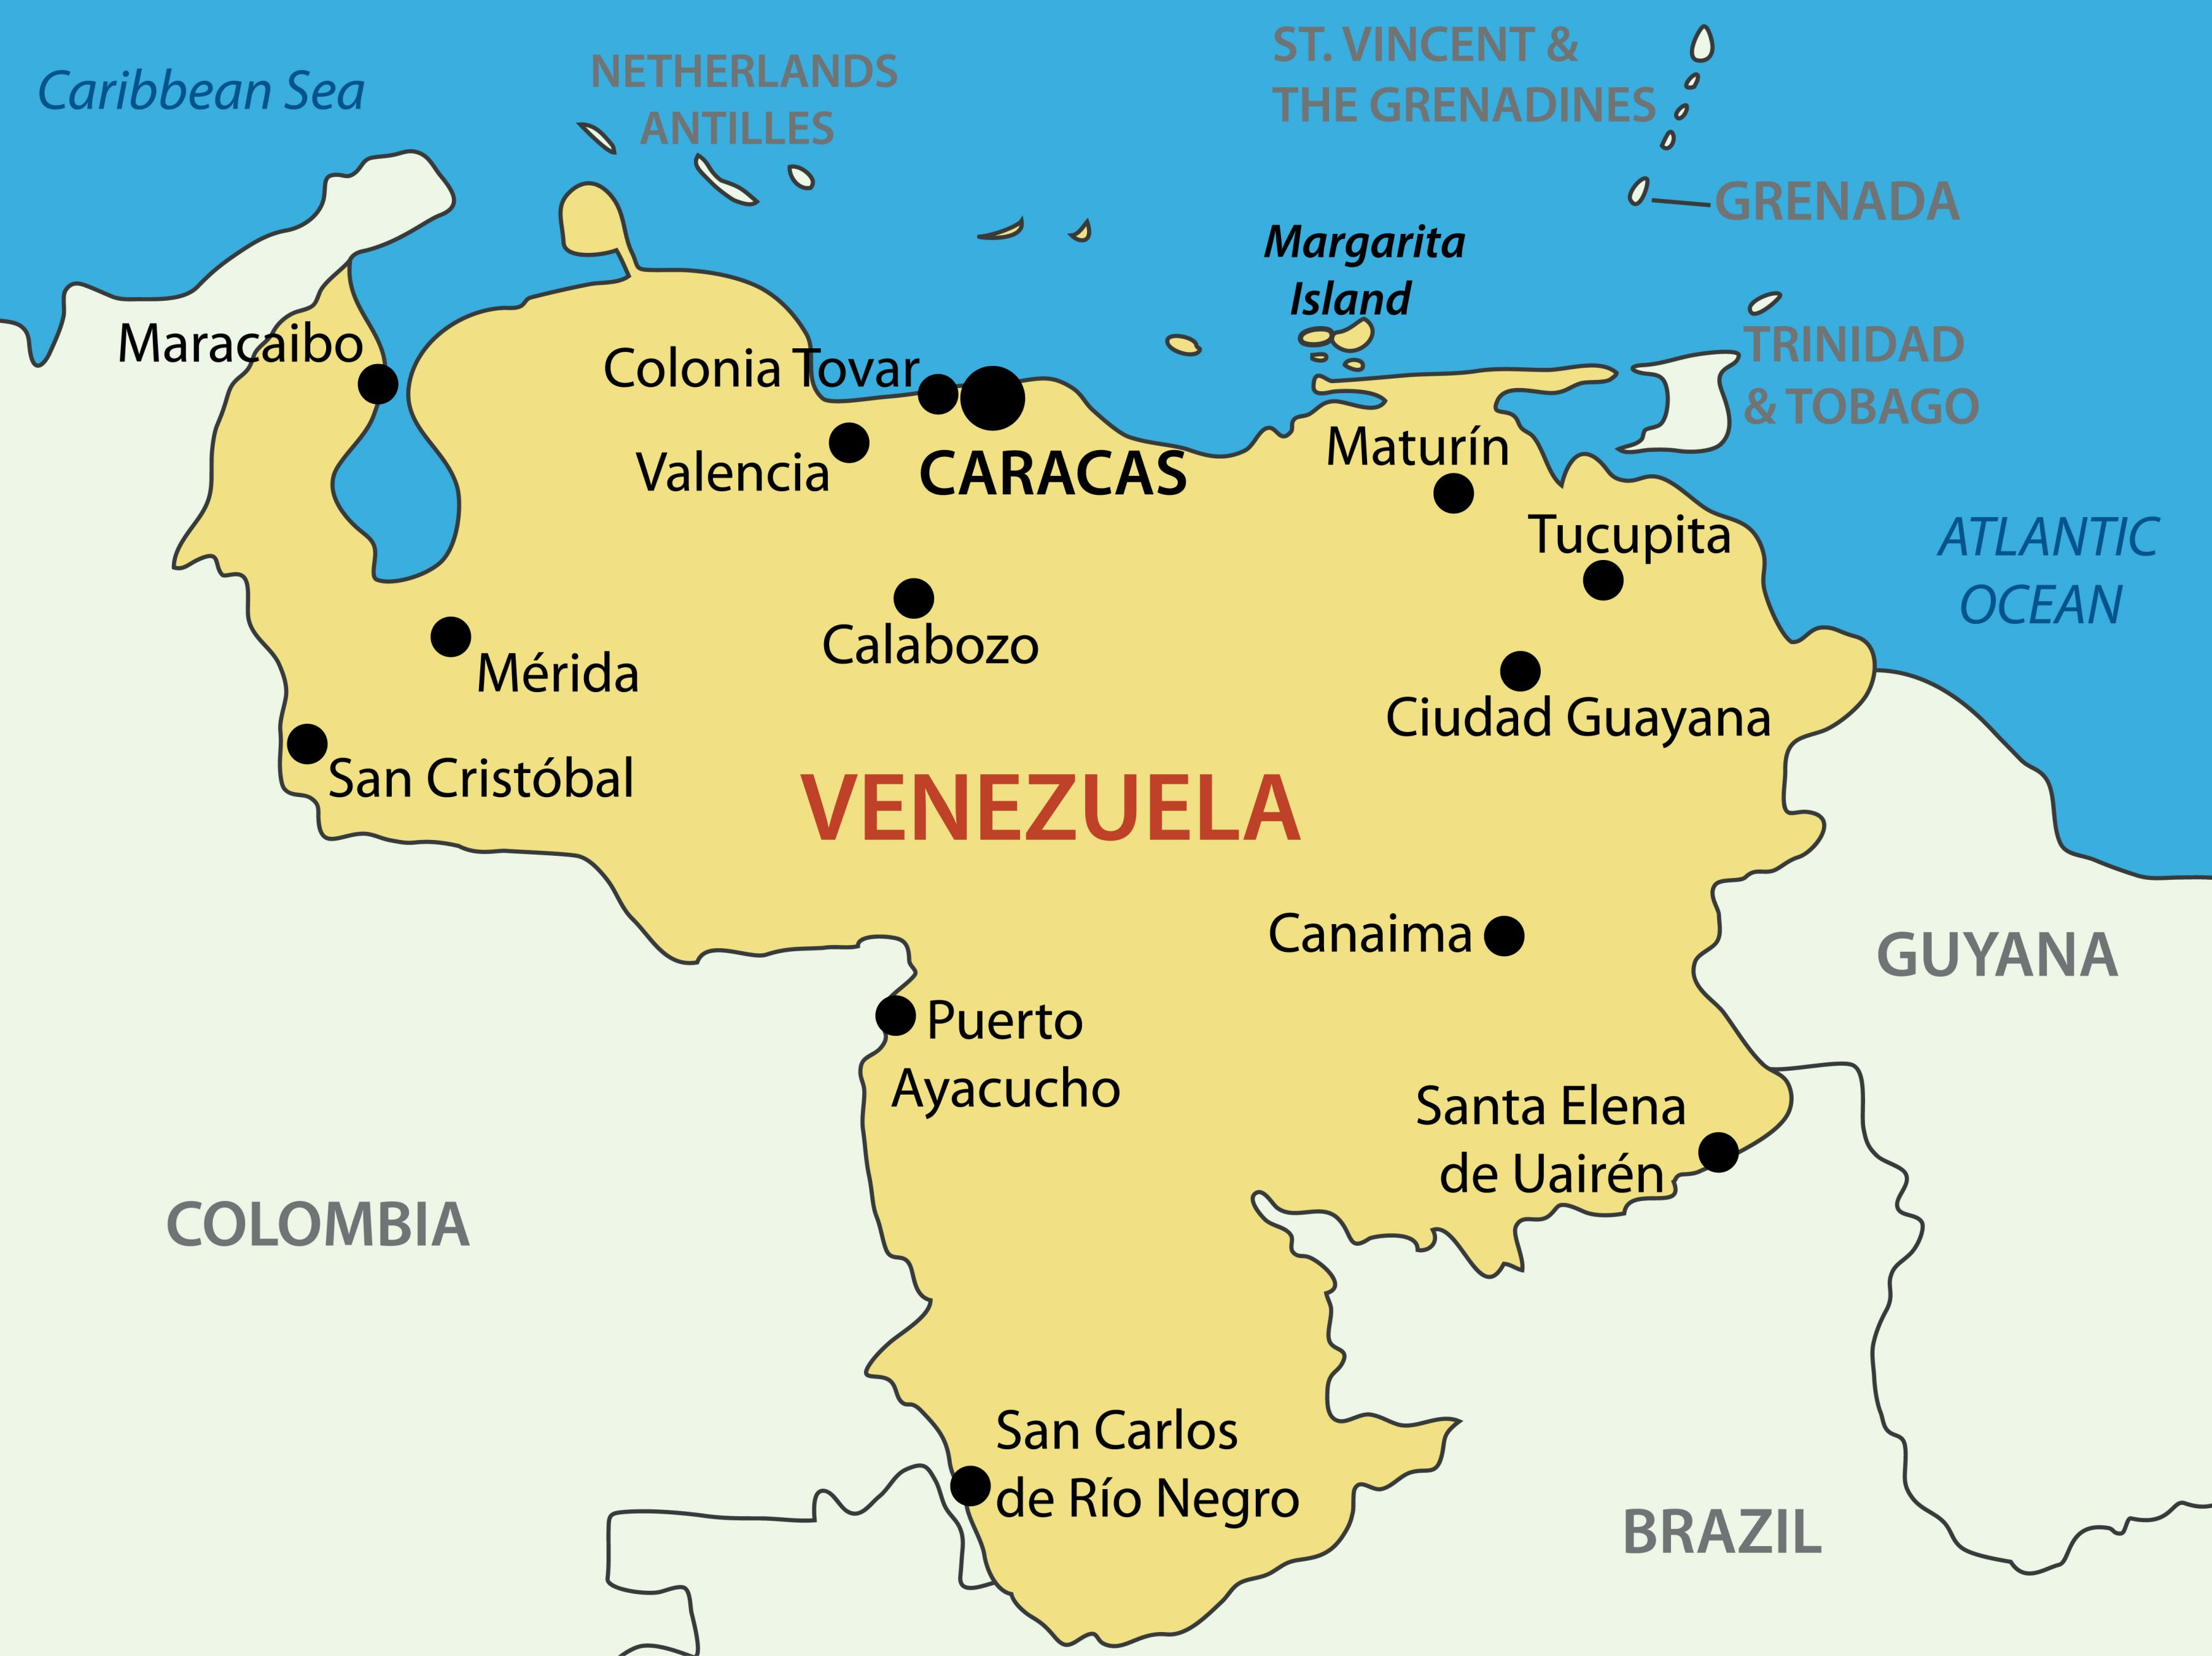 Caribbean Sea
NETHERLANDS
ANTILLES
ST. VINCENT &
THE GRENADINES
GRENADA
Margarita
Island
TRINIDAD
& TOBAGO
Maracaibo
Colonia Tovar
Valencia
CARACAS
Maturín
Tucupita
ATLANTIC
OCEAN
Calabozo
Mérida
Ciudad Guayana
San Cristóbal
VENEZUELA
Canaima
GUYANA
Puerto
Ayacucho
Santa Elena
de Uairén
COLOMBIA
San Carlos
de Río Negro
BRAZIL